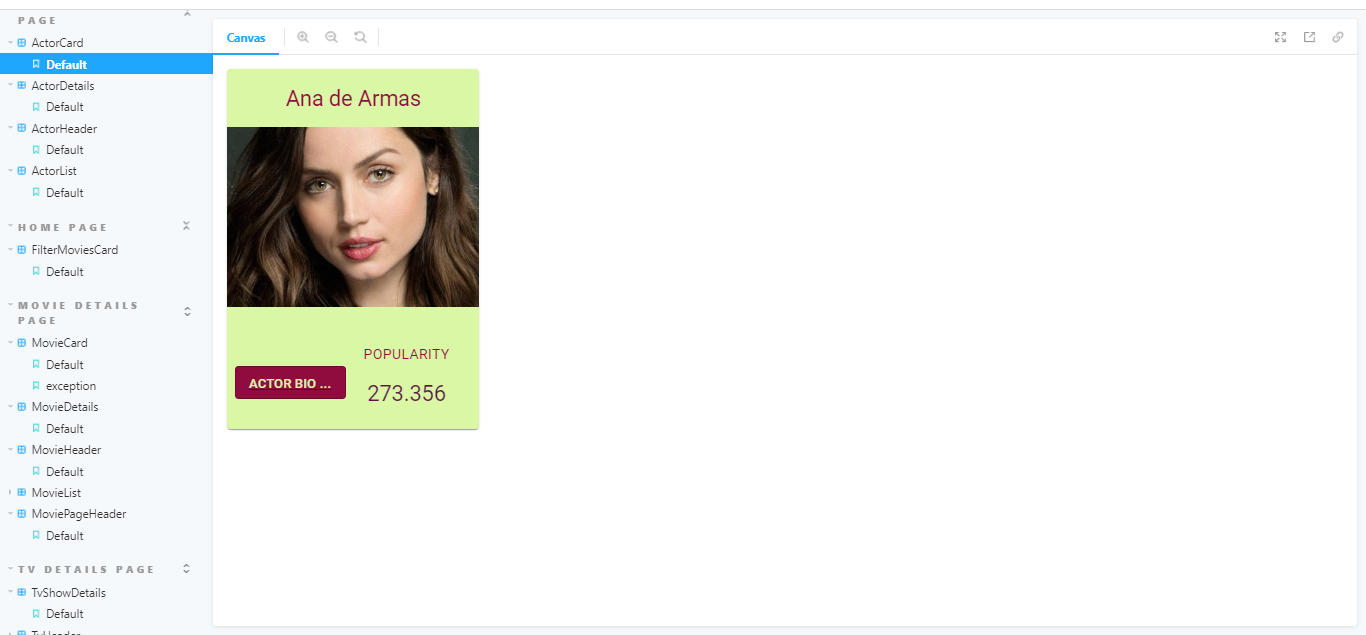 PAGE
ActorCard
Default
ActorDetails
Default
ActorHeader
Default
ActorList
Default
HOME PAGE
FilterMoviesCard
Default
MOVIE DETAILS
PAGE
MovieCard
Default
exception
MovieDetails
Default
MovieHeader
Default
MovieList
MoviePageHeader
Default
TV DETAILS PAGE
TvShowDetails
Default
TvHeader
Canvas
Ana de Armas
POPULARITY
ACTOR BIO ...
273.356